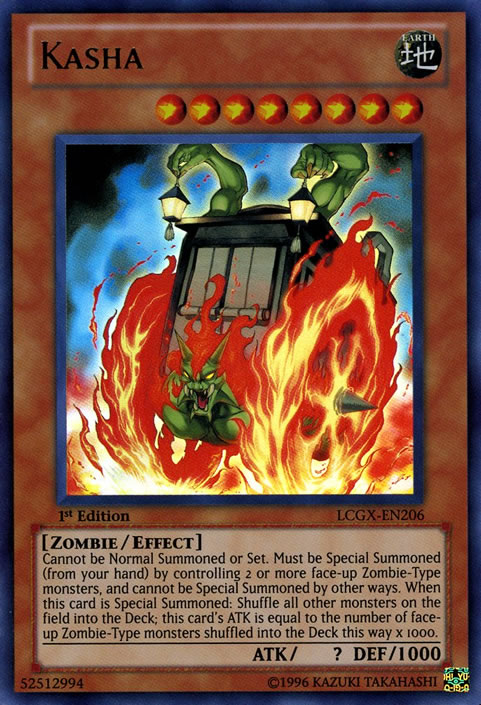 KASHA
EARTH
地
1st Edition
LCGX-EN206
[ZOMBIE/EFFECT]
Cannot be Normal Summoned or Set. Must be Special Summoned
(from your hand) by controlling 2 or more face-up Zombie-Type
monsters, and cannot be Special Summoned by other ways. When
this card is Special Summoned: Shuffle all other monsters on the
field into the Deck; this card's ATK is equal to the number of face-
up Zombie-Type monsters shuffled into the Deck this way x 1000.
ATK/ ? DEF/1000
52512994
©1996 KAZUKI TAKAHASHI